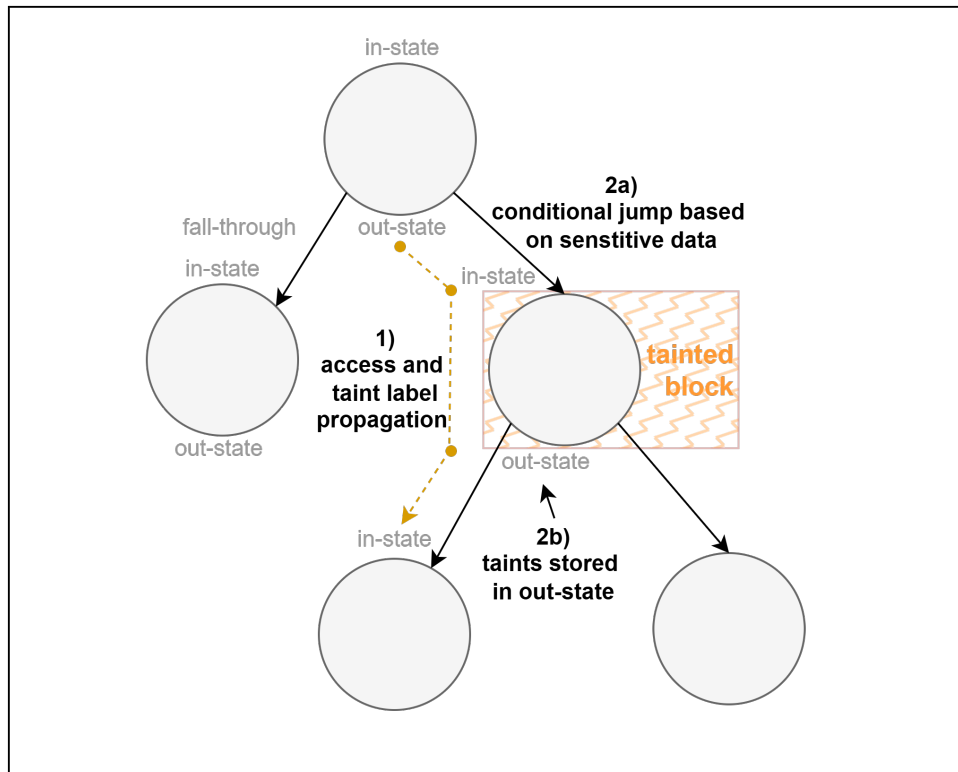 in-state
2a)
conditional jump based
on senstitive data
fall-through
out-state
in-state
in-state
1)
access and
taint label
propagation
tainted
block
out-state
out-state
in-state
2b)
taints stored
in out-state